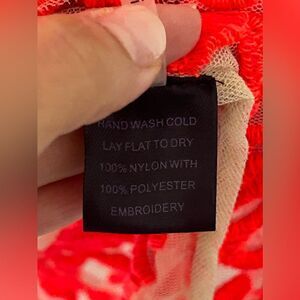 HAND WASH COLD
LAY FLAT TO DRY
100% NYLON WITH
100% POLYESTER
EMBROIDERY